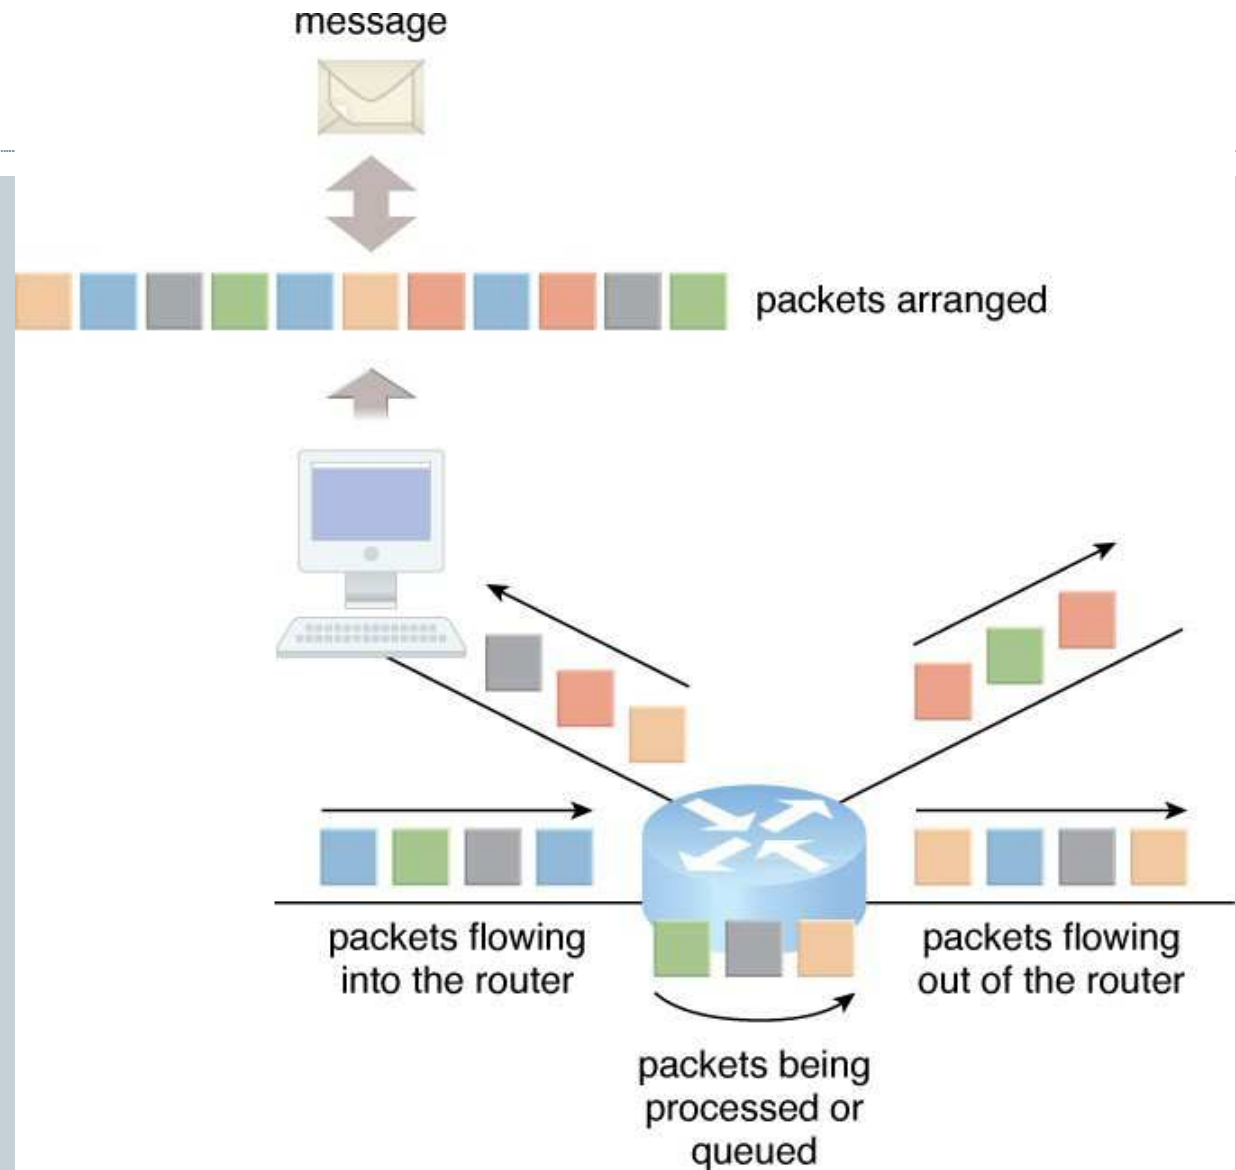 message
packets arranged
packets flowing
into the router
packets flowing
out of the router
packets being
processed or
queued